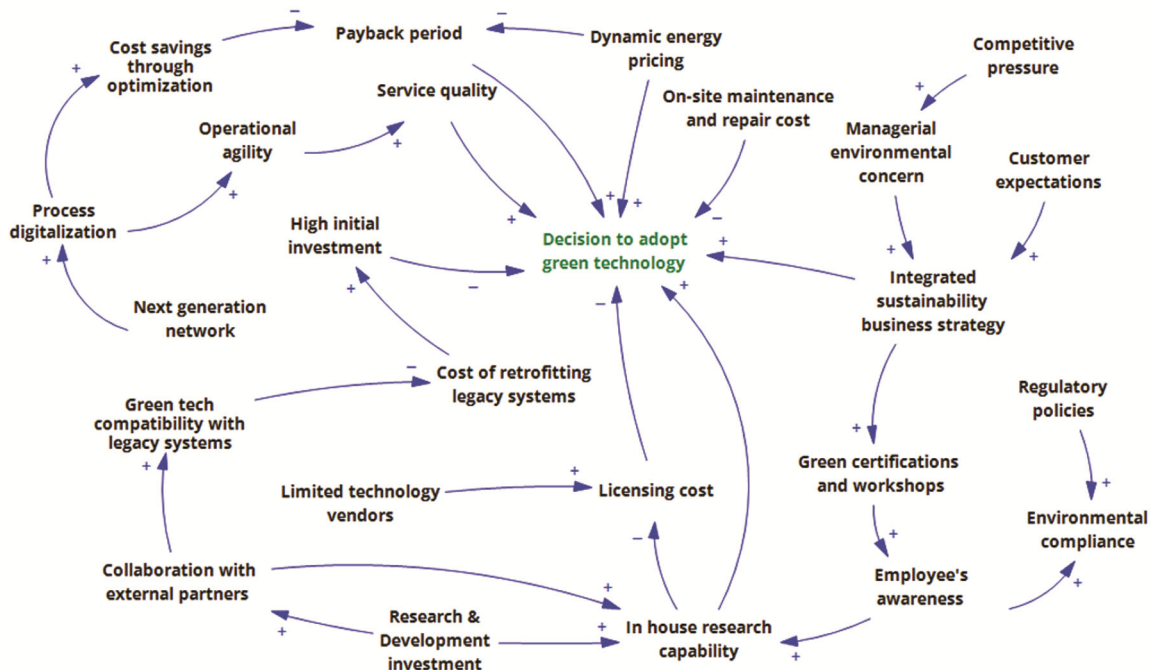 Payback period
Cost savings
through
optimization
Dynamic energy
pricing
Competitive
pressure
Service quality
On-site maintenance
and repair cost
Operational
agility
Managerial
environmental
concern
Customer
expectations
Process
digitalization
High initial
investment
Decision to adopt
green technology
Integrated
sustainability
business strategy
Next generation
network
Cost of retrofitting
legacy systems
Green tech
compatibility with
legacy systems
Regulatory
policies
Green certifications
and workshops
Limited technology
vendors
Licensing cost
Environmental
compliance
Collaboration with
external partners
Employee's
awareness
Research &
Development
investment
In house research
capability